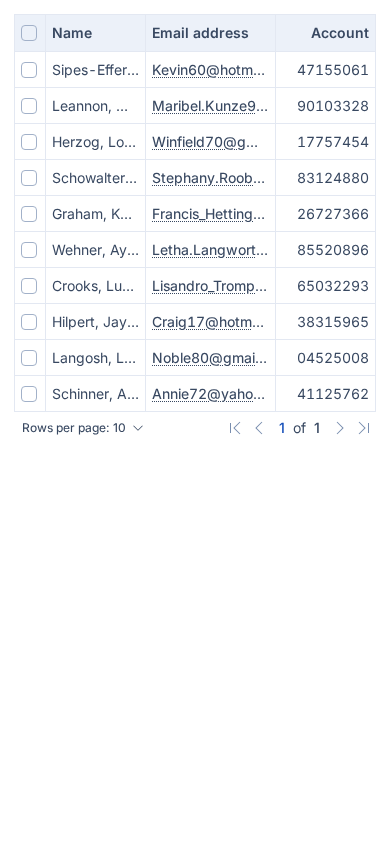 Name Email address Account
Sipes-Effer... Kevin60@hotm... 47155061
Leannon, ... Maribel.Kunze9... 90103328
Herzog, Lo... Winfield70@g... 17757454
Schowalter... Stephany.Roob... 83124880
Graham, K... Francis_Hetting... 26727366
Wehner, Ay... Letha.Langwort... 85520896
Crooks, Lu... Lisandro_Tromp... 65032293
Hilpert, Jay... Craig17@hotm... 38315965
Langosh, L... Noble80@gmai... 04525008
Schinner, A... Annie72@yaho... 41125762
Rows per page: 10 1 of 1